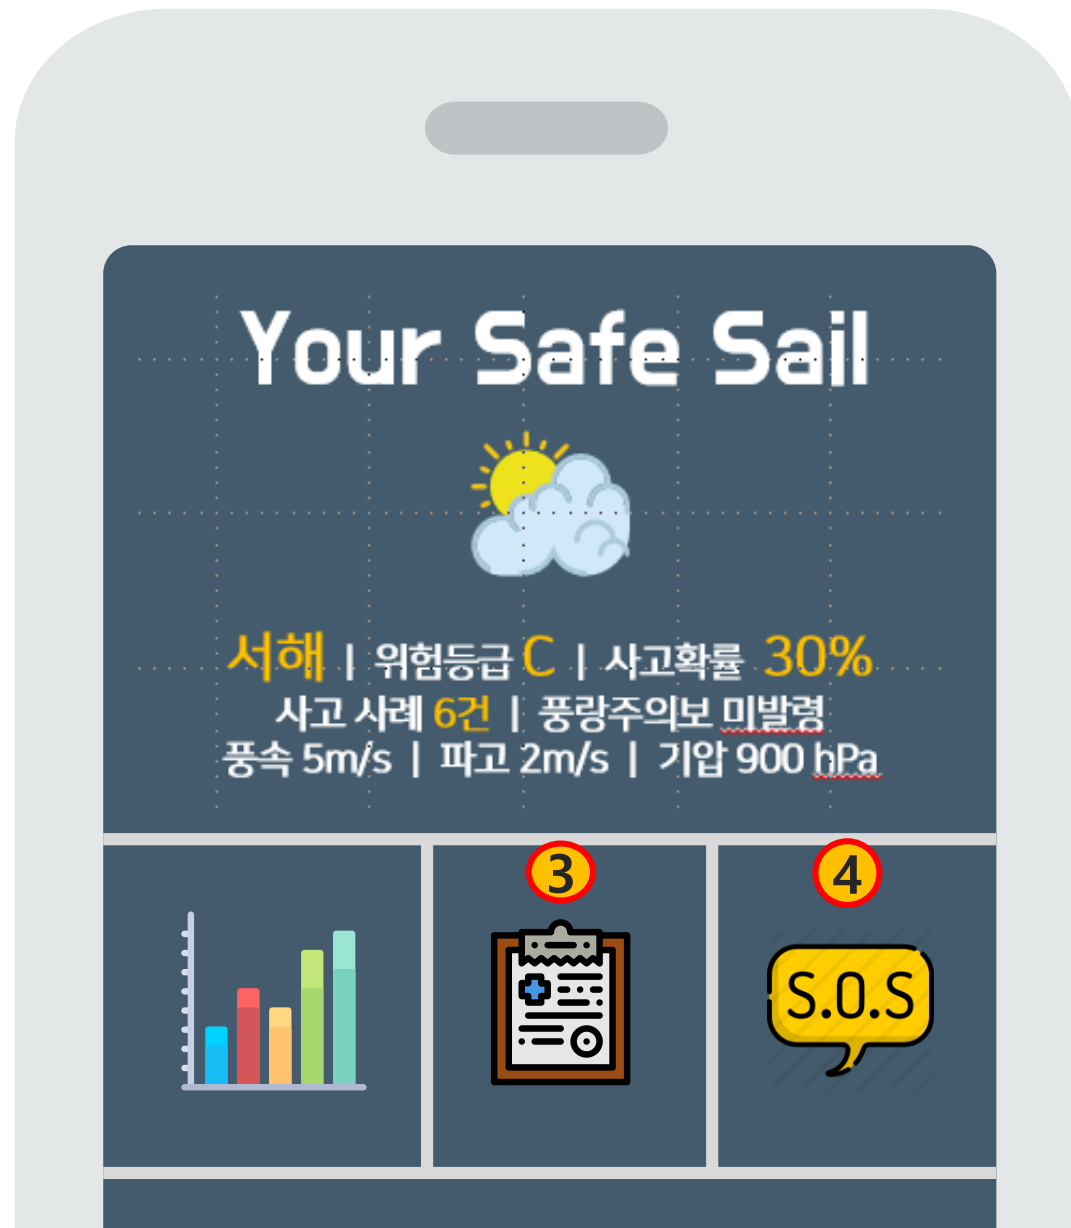 Your Safe Sail
서해 | 위험등급 C | 사고확률 30%
사고 사례 6건 | 풍랑주의보 미발령
풍속 5m/s | 파고 2m/s | 기압 900 hPa
3
4
S.O.S